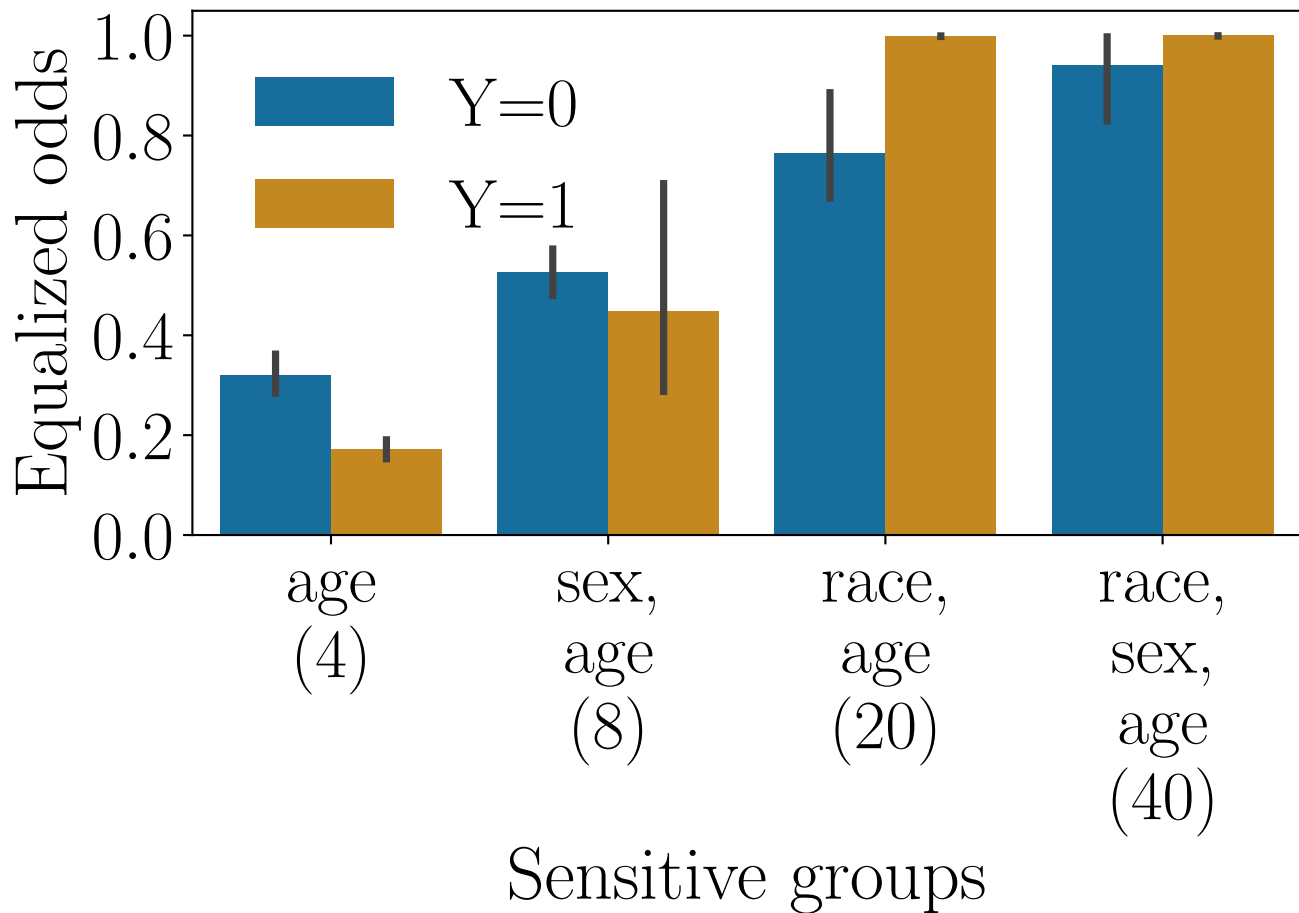 Equalized odds
1.0
0.8
0.6
0.4
0.2
0.0
Y=0
Y=1
age
(4)
sex,
age
(8)
race,
age
(20)
race,
sex,
age
(40)
Sensitive groups